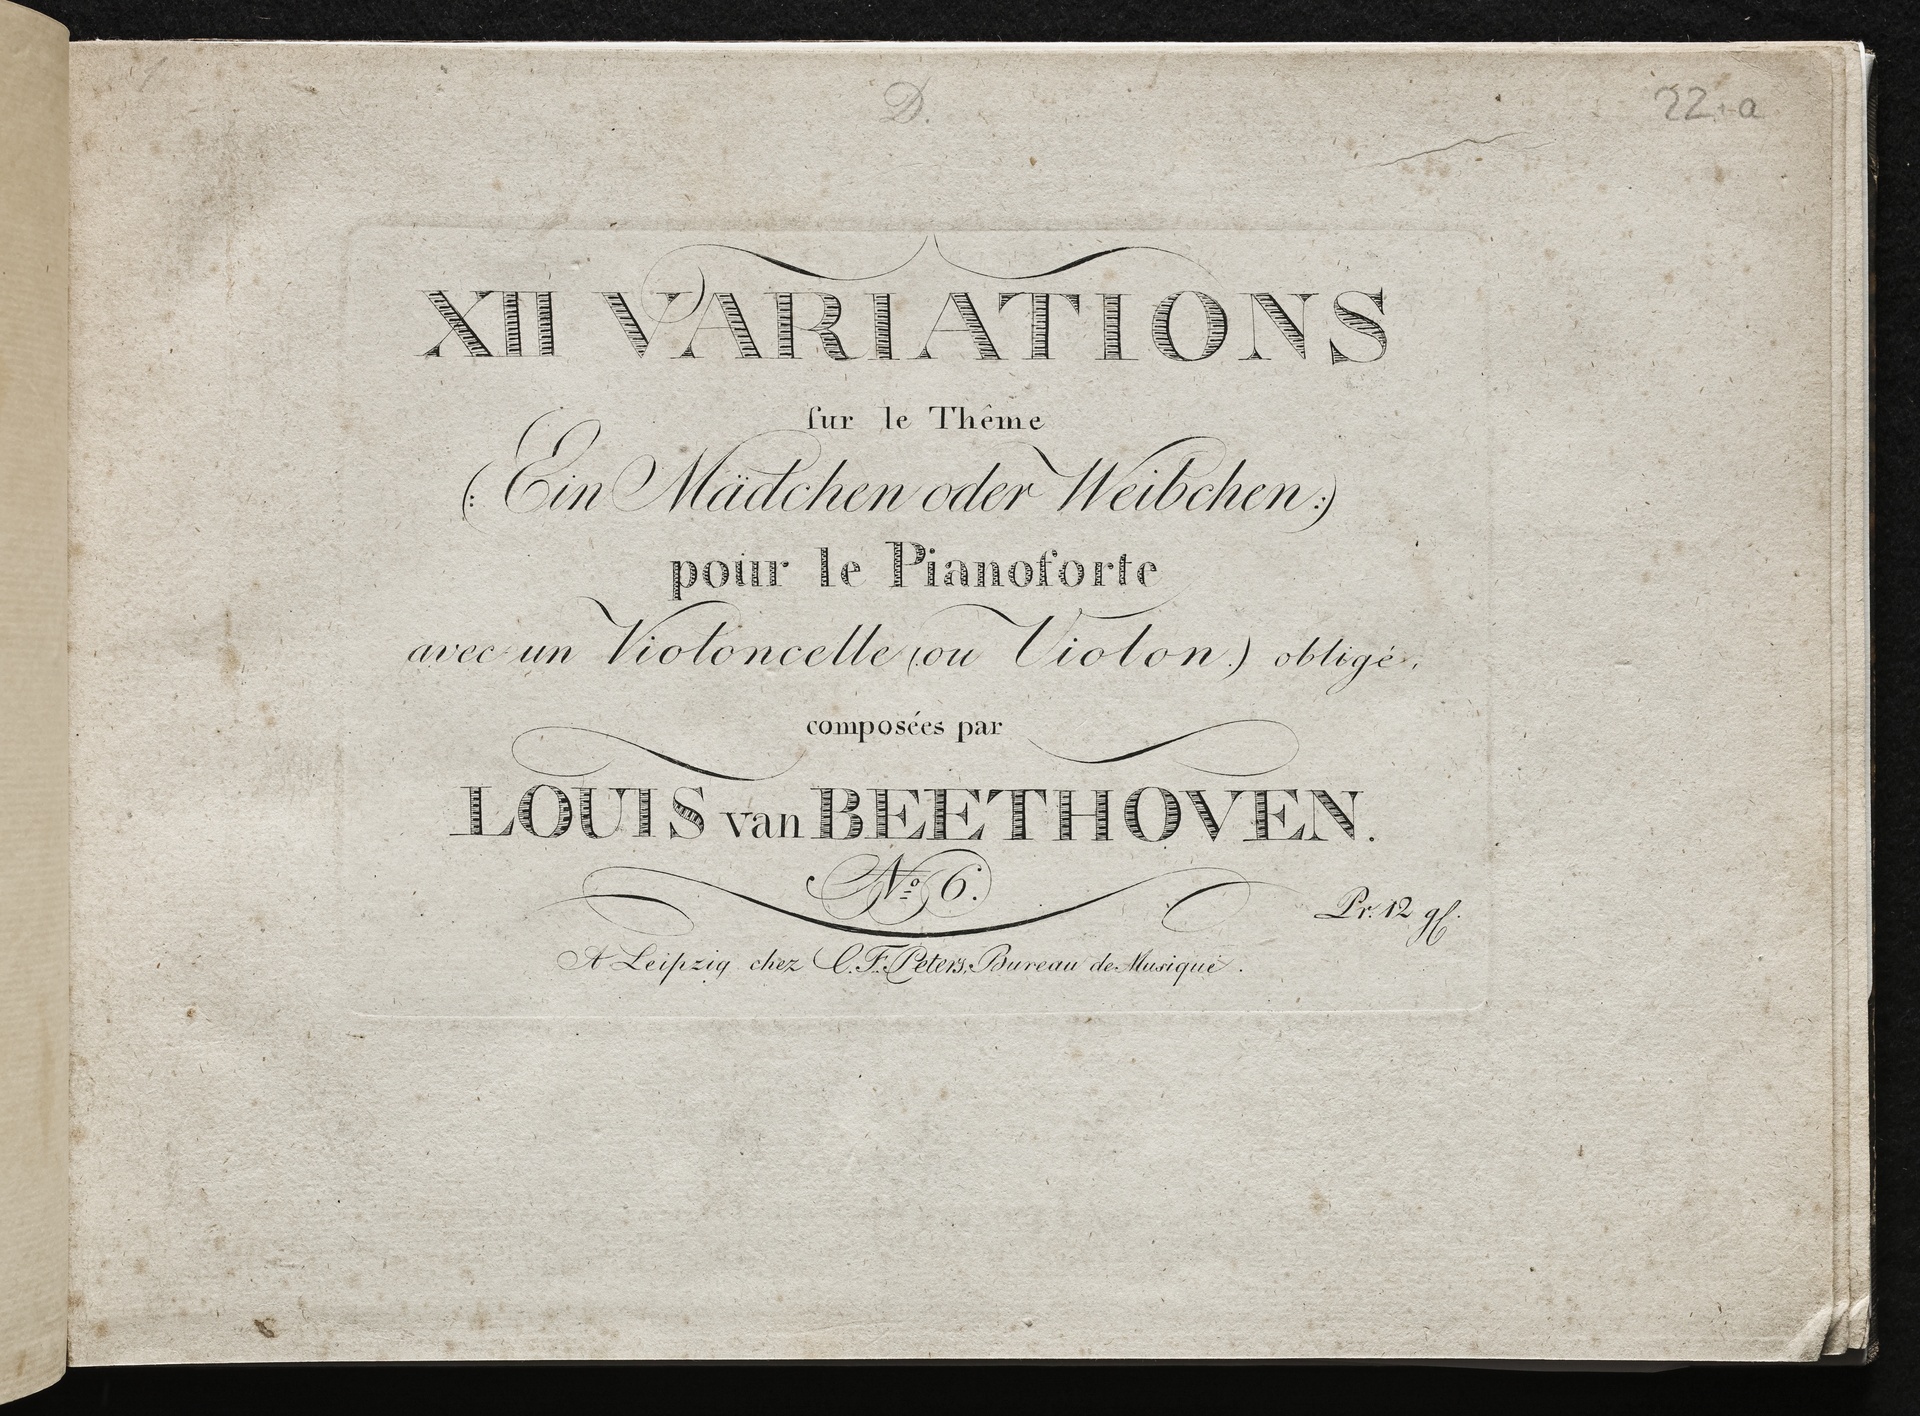 D.
22.a
XII VARIATIONS
ſur le Thême
(: Ein Mädchen oder Weibchen :)
pour le Pianoforte
avec un Violoncelle (ou Violon.) obligé,
composées par
LOUIS van BEETHOVEN.
No. 6.
Pr. 12 gſ.
A Leipzig chez C. F. Peters, Bureau de Musique.